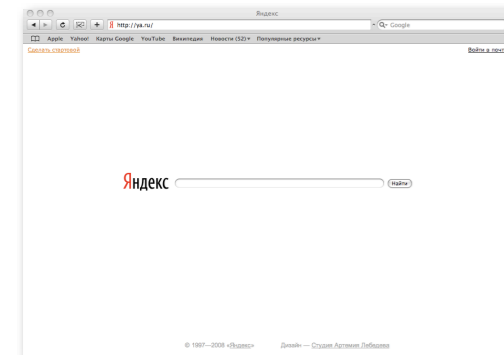 Яндекс
http://ya.ru/ Google
Apple Yahoo! Карты Google YouTube Википедия Новости (52) Популярные ресурсы
Сделать стартовой Войти в почт
Яндекс Найти
© 1997—2008 «Яндекс» Дизайн — Студия Артемия Лебедева